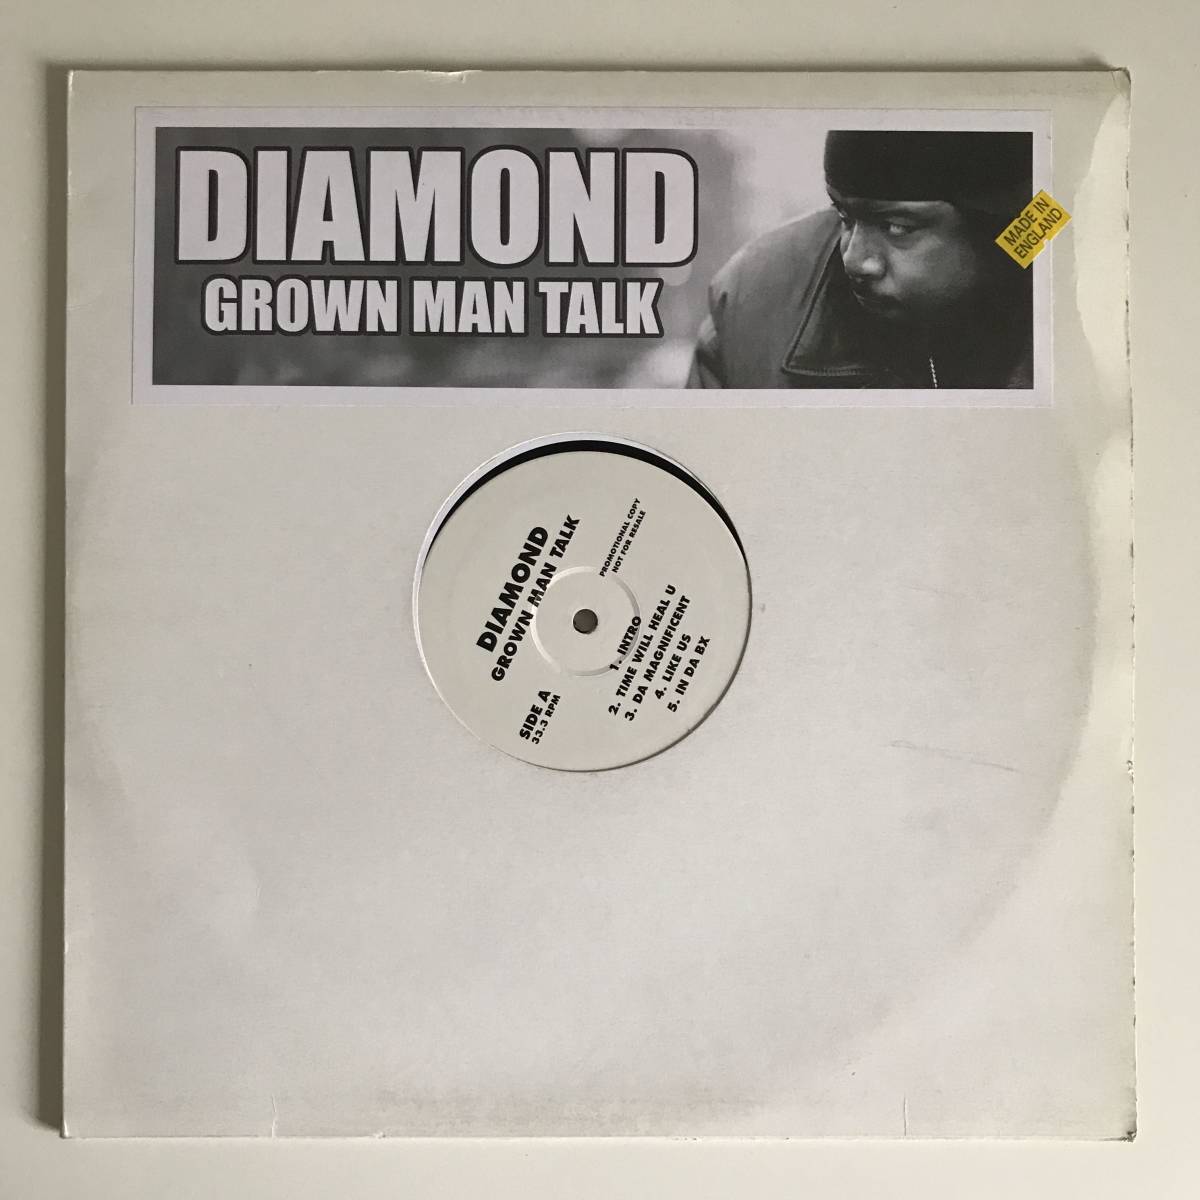 DIAMOND
GROWN MAN TALK
MADE IN
ENGLAND
DIAMOND
GROWN MAN TALK
PROMOTIONAL COPY
NOT FOR RESALE
SIDE A
33.3 RPM
1. INTRO
2. TIME WILL HEAL U
3. DA MAGNIFICENT
4. LIKE US
5. IN DA BX